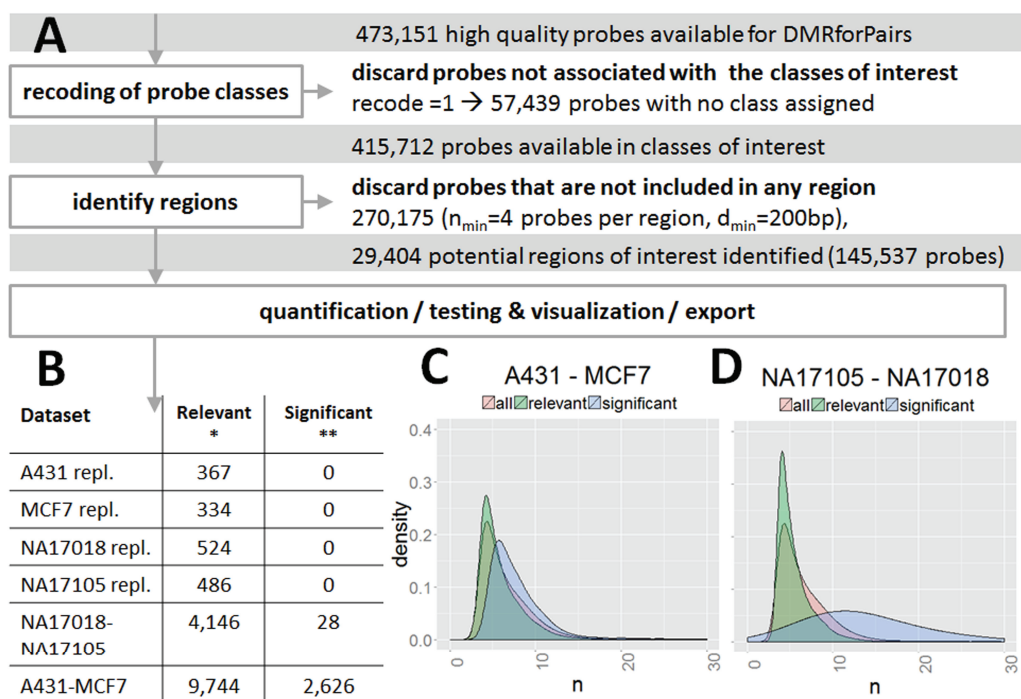 A
473,151 high quality probes available for DMRforPairs
recoding of probe classes
discard probes not associated with the classes of interest
recode =1 → 57,439 probes with no class assigned
415,712 probes available in classes of interest
identify regions
discard probes that are not included in any region
270,175 (nmin=4 probes per region, dmin=200bp),
29,404 potential regions of interest identified (145,537 probes)
quantification / testing & visualization / export
B
Dataset Relevant * Significant **
A431 repl. 367 0
MCF7 repl. 334 0
NA17018 repl. 524 0
NA17105 repl. 486 0
NA17018-NA17105 4,146 28
A431-MCF7 9,744 2,626
C
A431 - MCF7
all relevant significant
0.4
0.3
0.2
0.1
0.0
density
0 10 20 30
n
D
NA17105 - NA17018
all relevant significant
0 10 20 30
n